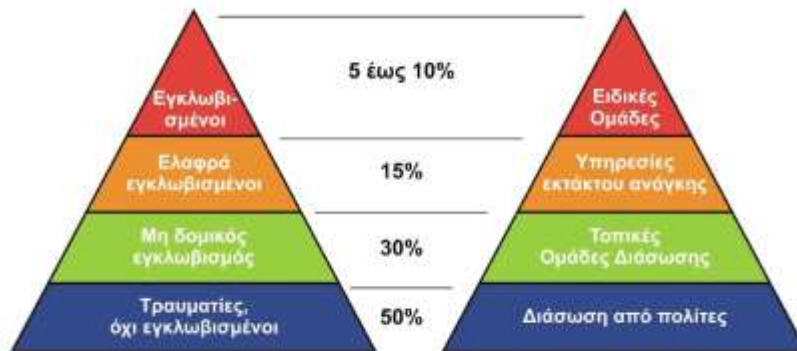 Εγκλωβι-
σμένοι
5 έως 10%
Ειδικές
Ομάδες
Ελαφρά
εγκλωβισμένοι
15%
Υπηρεσίες
εκτάκτου ανάγκης
Μη δομικός
εγκλωβισμός
30%
Τοπικές
Ομάδες Διάσωσης
Τραυματίες,
όχι εγκλωβισμένοι
50%
Διάσωση από πολίτες